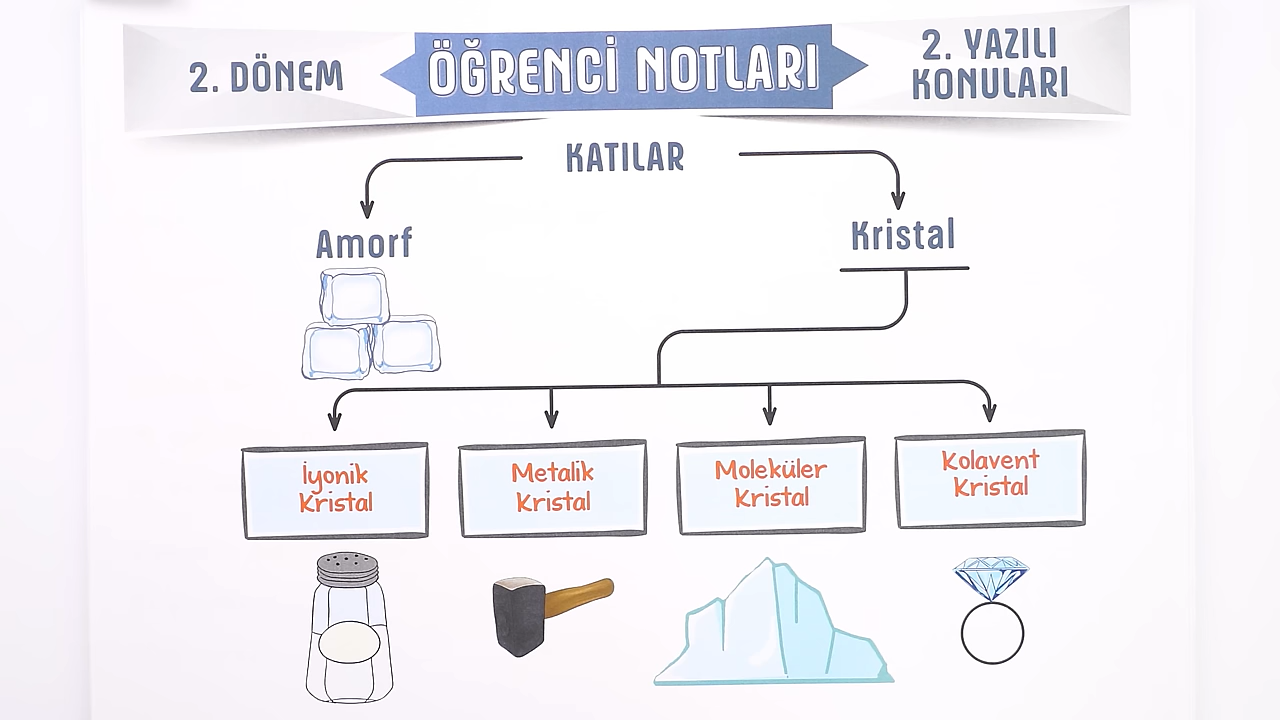 2. DÖNEM
ÖĞRENCİ NOTLARI
2. YAZILI
KONULARI
KATILAR
Amorf
Kristal
İyonik
Kristal
Metalik
Kristal
Moleküler
Kristal
Kolavent
Kristal